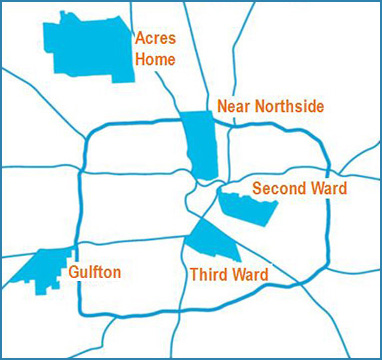 Acres
Home
Near Northside
Second Ward
Gulfton
Third Ward